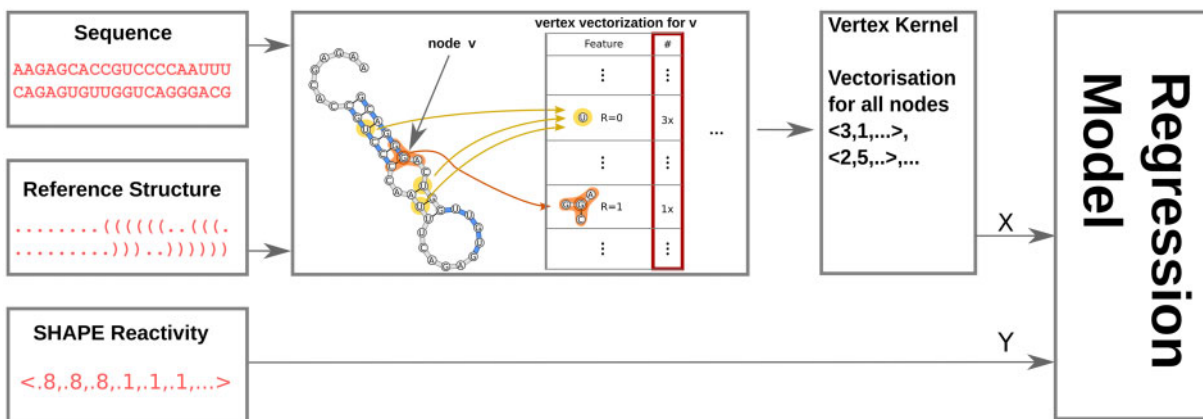 Sequence
AAGAGCACCGUCCCCAAUUU
CAGAGUGUUGGUCAGGGACG
Reference Structure
........((((((..(((.
.........)))..))))))
SHAPE Reactivity
<.8,.8,.8,.1,.1,.1,...>
node v
vertex vectorization for v
Feature #
U R=0 3x
...
R=1 1x
Vertex Kernel
Vectorisation
for all nodes
<3,1,...>,
<2,5,..>,...
X
Y
Regression
Model